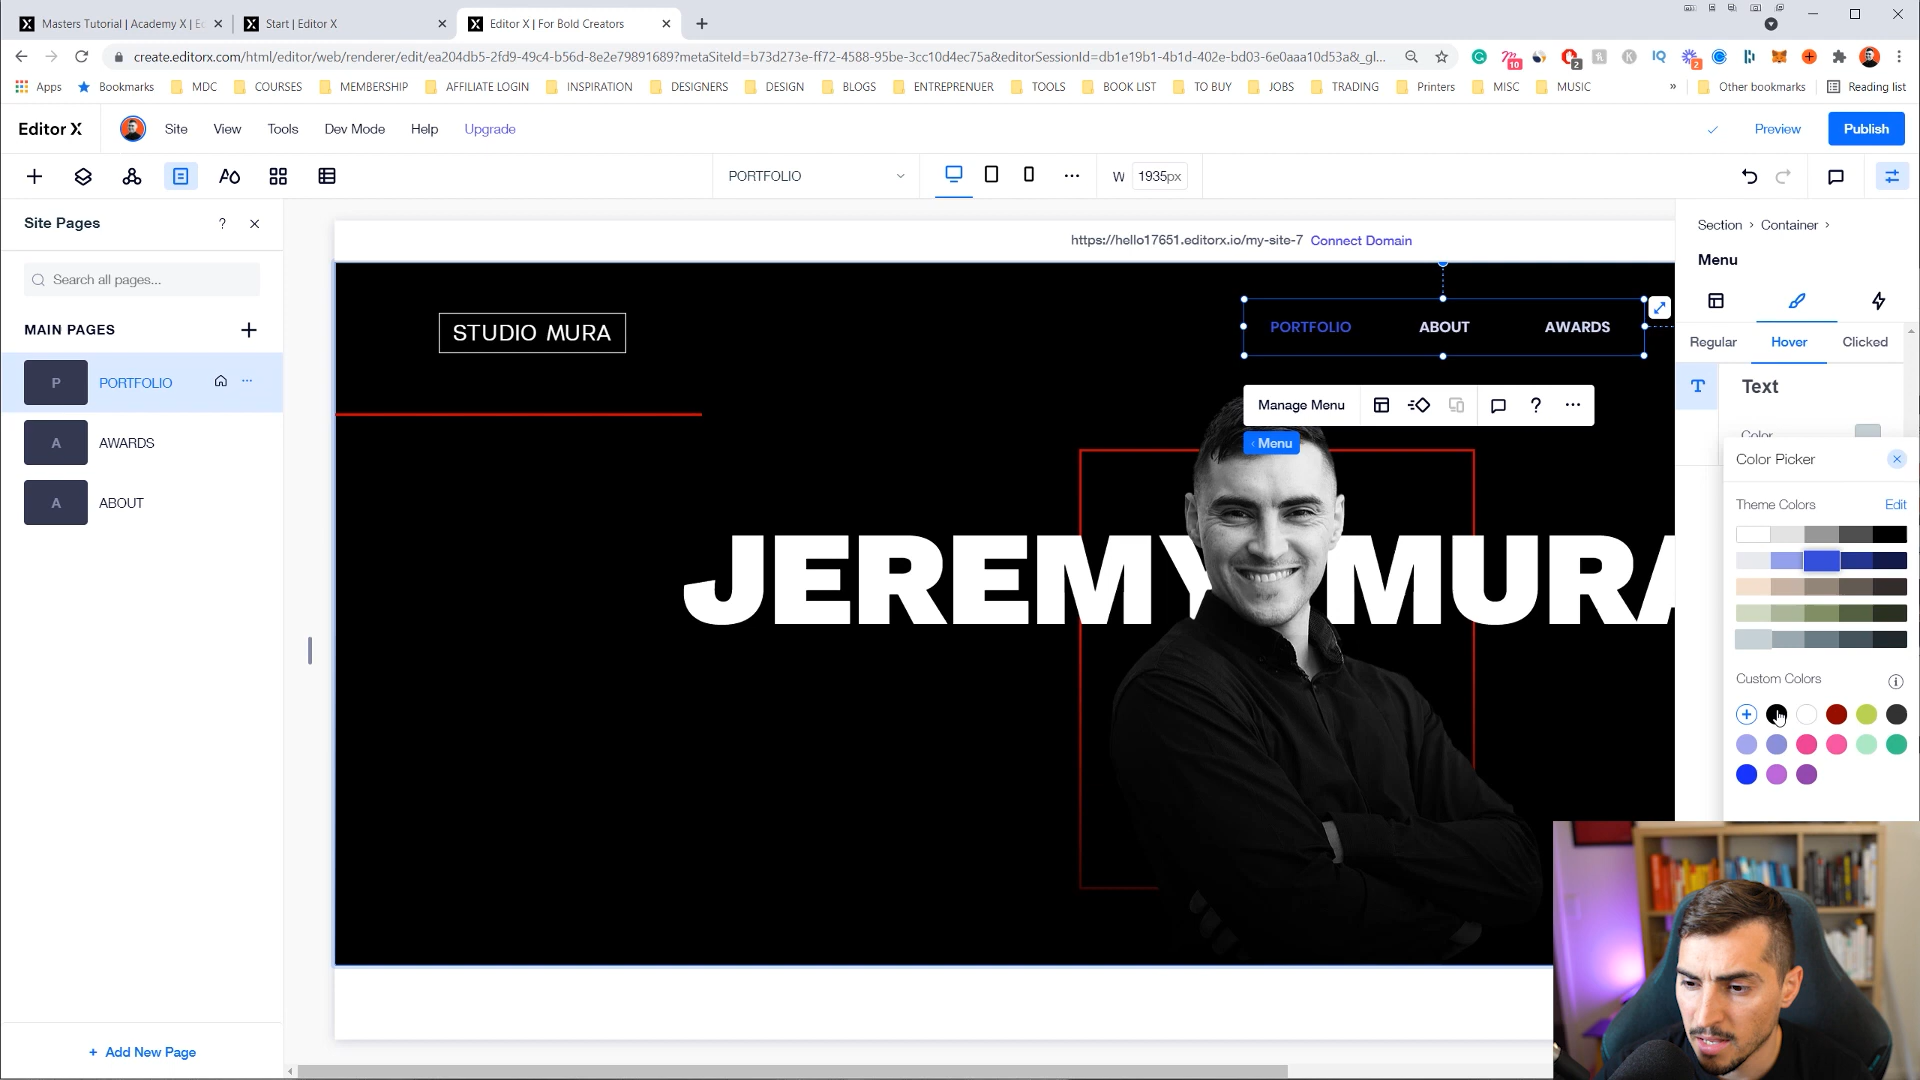 Masters Tutorial | Academy X | E
Start | Editor X
Editor X | For Bold Creators
create.editorx.com/html/editor/web/renderer/edit/ea204db5-2fd9-49c4-b56d-8e2e79891689?metaSiteId=b73d273e-ff72-4588-95be-3cc10d4ec75a&editorSessionId=db1e19b1-4b1d-402e-bd03-6e0aaa10d53a&_gl...
10
2
2
Apps
Bookmarks
MDC
COURSES
MEMBERSHIP
AFFILIATE LOGIN
INSPIRATION
DESIGNERS
DESIGN
BLOGS
ENTREPRENUER
TOOLS
BOOK LIST
TO BUY
JOBS
TRADING
Printers
MISC
MUSIC
»
Other bookmarks
Reading list
Editor X
Site
View
Tools
Dev Mode
Help
Upgrade
Preview
Publish
PORTFOLIO
W
1935px
Site Pages
?
Search all pages...
MAIN PAGES
P
PORTFOLIO
A
AWARDS
A
ABOUT
+ Add New Page
https://hello17651.editorx.io/my-site-7 Connect Domain
STUDIO MURA
PORTFOLIO
ABOUT
AWARDS
Manage Menu
?
‹ Menu
JEREMY MURA
Section › Container ›
Menu
Regular
Hover
Clicked
T
Text
Color
Color Picker
Theme Colors
Edit
Custom Colors